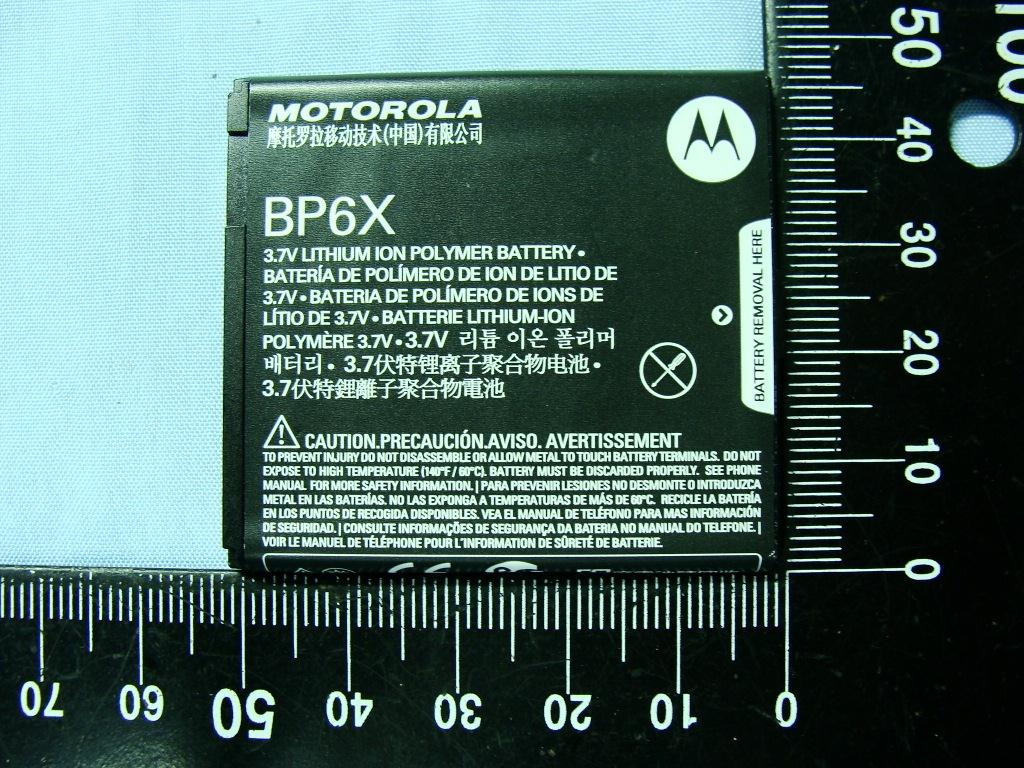 MOTOROLA
摩托罗拉移动技术(中国)有限公司
BP6X
3.7V LITHIUM ION POLYMER BATTERY •
BATERÍA DE POLÍMERO DE ION DE LITIO DE
3.7V • BATERIA DE POLÍMERO DE IONS DE
LÍTIO DE 3.7V • BATTERIE LITHIUM-ION
POLYMÈRE 3.7V • 3.7V 리튬 이온 폴리머
배터리 • 3.7伏特锂离子聚合物电池 •
3.7伏特鋰離子聚合物電池
BATTERY REMOVAL HERE
CAUTION.PRECAUCIÓN.AVISO. AVERTISSEMENT
TO PREVENT INJURY DO NOT DISASSEMBLE OR ALLOW METAL TO TOUCH BATTERY TERMINALS. DO NOT
EXPOSE TO HIGH TEMPERATURE (140°F / 60°C). BATTERY MUST BE DISCARDED PROPERLY. SEE PHONE
MANUAL FOR MORE SAFETY INFORMATION. | PARA PREVENIR LESIONES NO DESMONTE O INTRODUZCA
METAL EN LAS BATERÍAS. NO LAS EXPONGA A TEMPERATURAS DE MÁS DE 60°C. RECICLE LA BATERÍA
EN LOS PUNTOS DE RECOGIDA DISPONIBLES. VEA EL MANUAL DE TELÉFONO PARA MAS INFORMACIÓN
DE SEGURIDAD. | CONSULTE INFORMAÇÕES DE SEGURANÇA DA BATERIA NO MANUAL DO TELEFONE. |
VOIR LE MANUEL DE TÉLÉPHONE POUR L'INFORMATION DE SÛRETÉ DE BATTERIE.
100
50
40
30
20
10
0
70 60 50 40 30 20 10 0